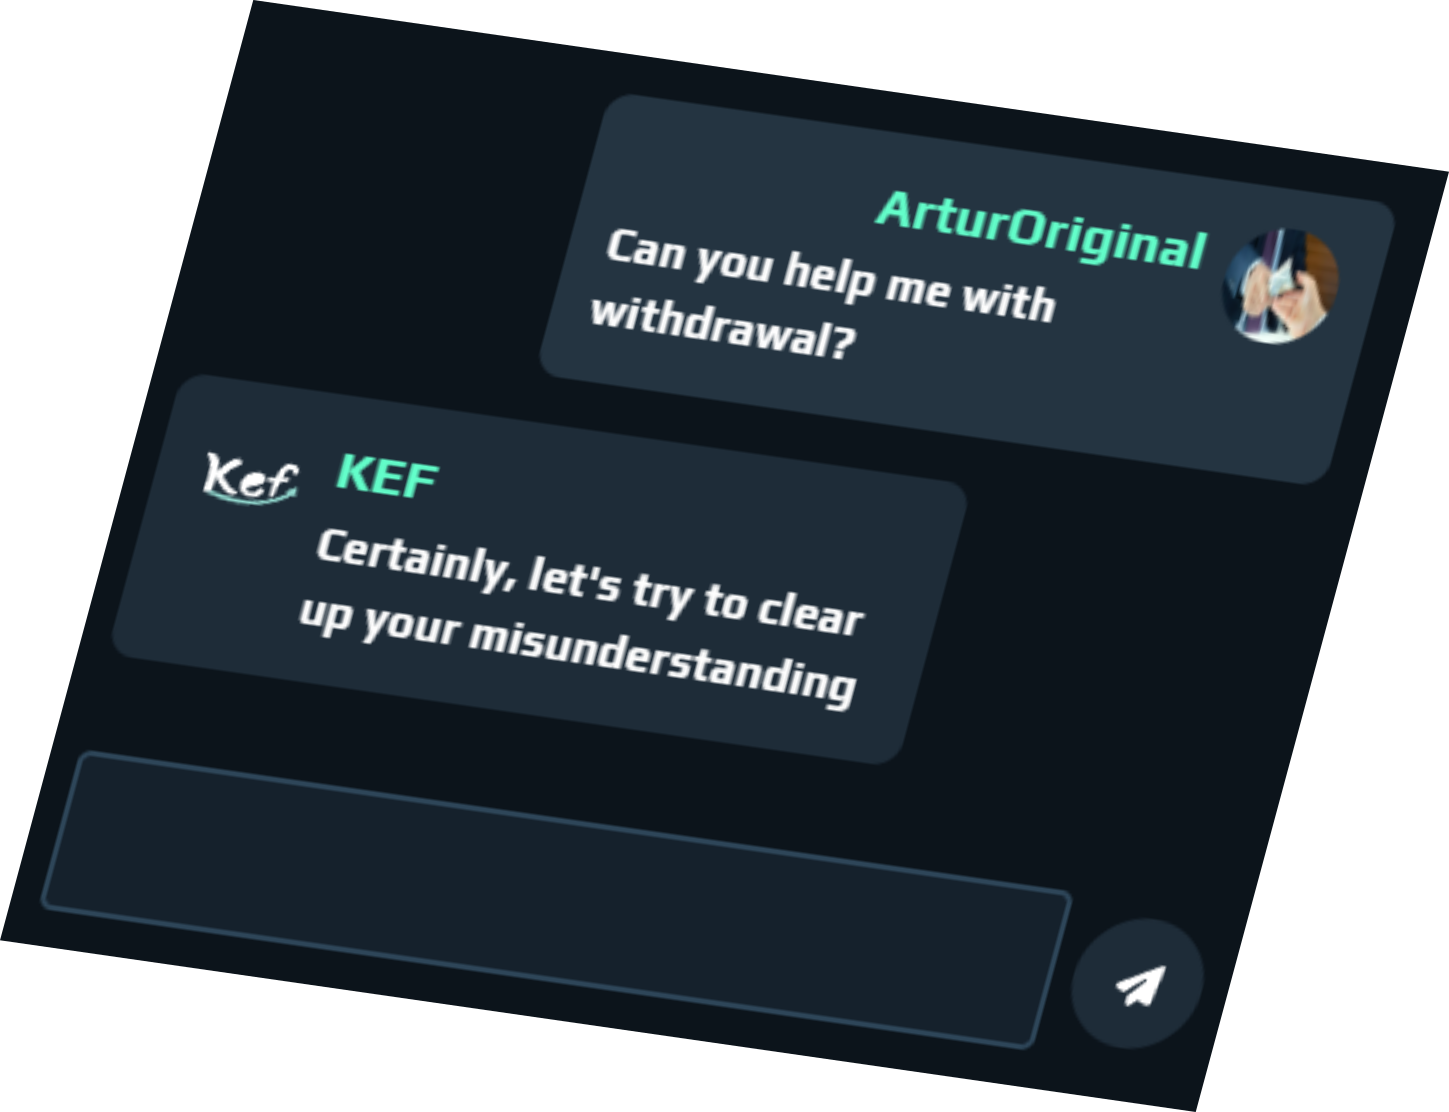 ArturOriginal
Can you help me with
withdrawal?
Kef
KEF
Certainly, let's try to clear
up your misunderstanding